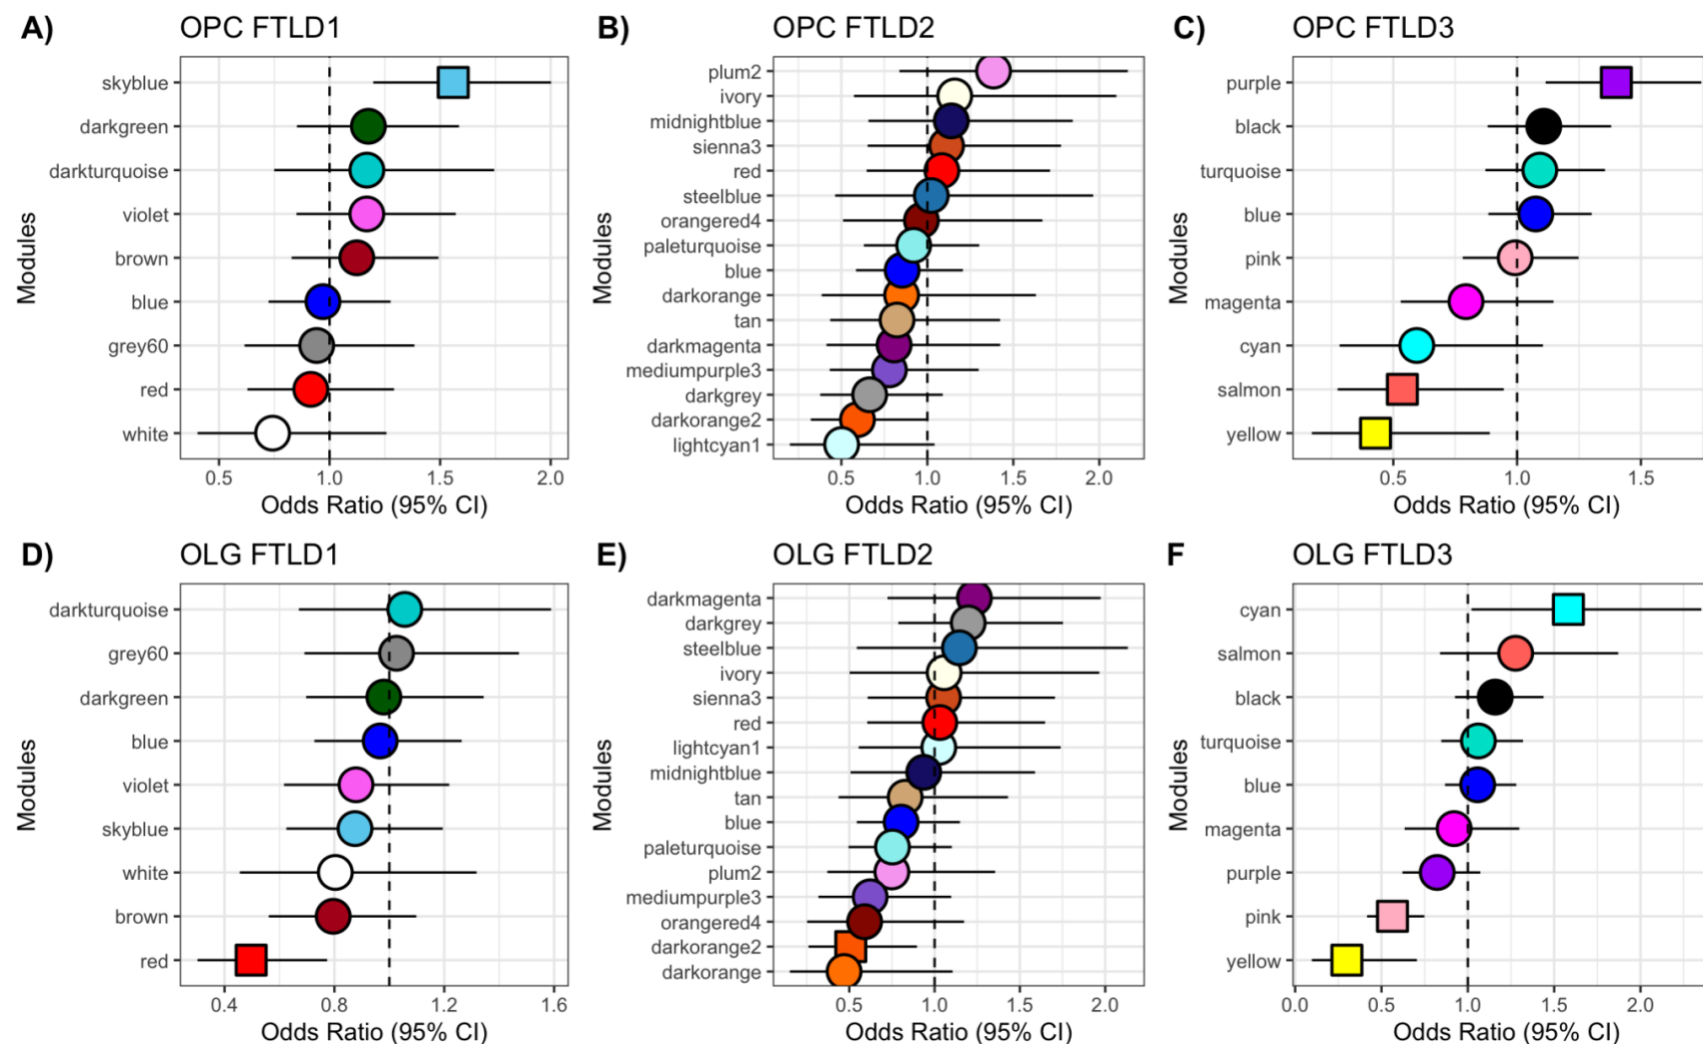 A) OPC FTLD1
Modules
skyblue
darkgreen
darkturquoise
violet
brown
blue
grey60
red
white
0.5 1.0 1.5 2.0
Odds Ratio (95% CI)
B) OPC FTLD2
Modules
plum2
ivory
midnightblue
sienna3
red
steelblue
orangered4
paleturquoise
blue
darkorange
tan
darkmagenta
mediumpurple3
darkgrey
darkorange2
lightcyan1
0.5 1.0 1.5 2.0
Odds Ratio (95% CI)
C) OPC FTLD3
Modules
purple
black
turquoise
blue
pink
magenta
cyan
salmon
yellow
0.5 1.0 1.5
Odds Ratio (95% CI)
D) OLG FTLD1
Modules
darkturquoise
grey60
darkgreen
blue
violet
skyblue
white
brown
red
0.4 0.8 1.2 1.6
Odds Ratio (95% CI)
E) OLG FTLD2
Modules
darkmagenta
darkgrey
steelblue
ivory
sienna3
red
lightcyan1
midnightblue
tan
blue
paleturquoise
plum2
mediumpurple3
orangered4
darkorange2
darkorange
0.5 1.0 1.5 2.0
Odds Ratio (95% CI)
F OLG FTLD3
Modules
cyan
salmon
black
turquoise
blue
magenta
purple
pink
yellow
0.0 0.5 1.0 1.5 2.0
Odds Ratio (95% CI)